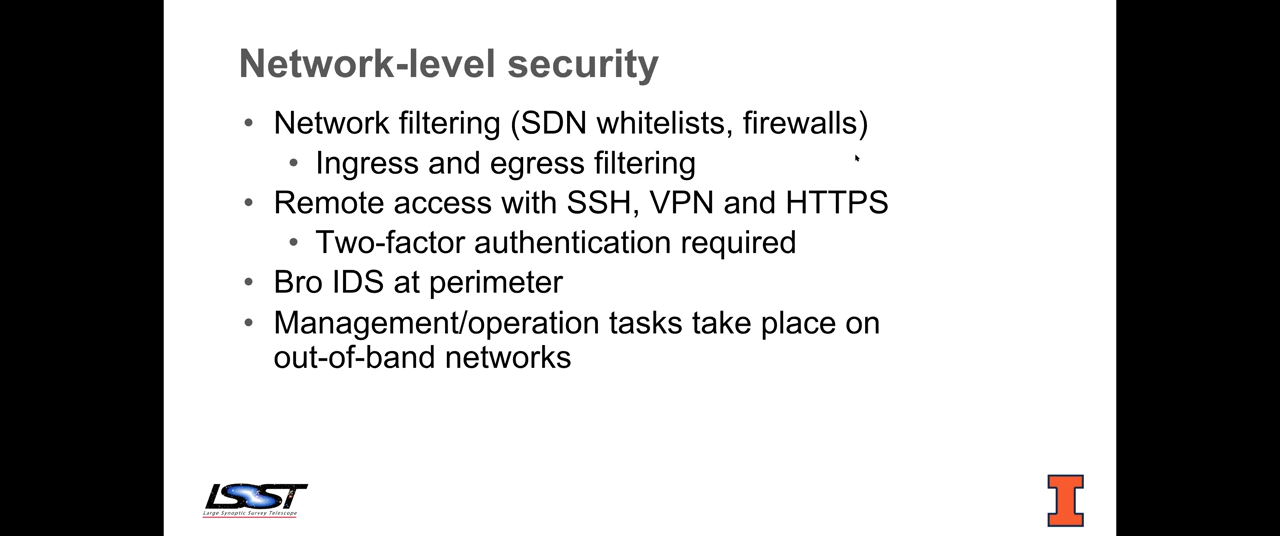 Network-level security
• Network filtering (SDN whitelists, firewalls)
• Ingress and egress filtering
• Remote access with SSH, VPN and HTTPS
• Two-factor authentication required
• Bro IDS at perimeter
• Management/operation tasks take place on
out-of-band networks
LSST
Large Synoptic Survey Telescope
I